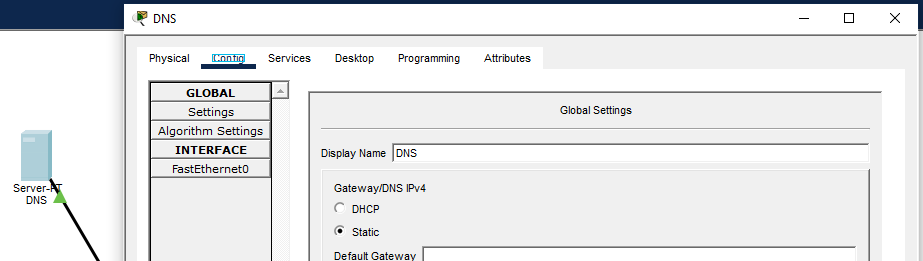 DNS
Physical Config Services Desktop Programming Attributes
GLOBAL
Settings
Algorithm Settings
INTERFACE
FastEthernet0
Global Settings
Display Name DNS
Gateway/DNS IPv4
DHCP
Static
Default Gateway
Server-PT
DNS